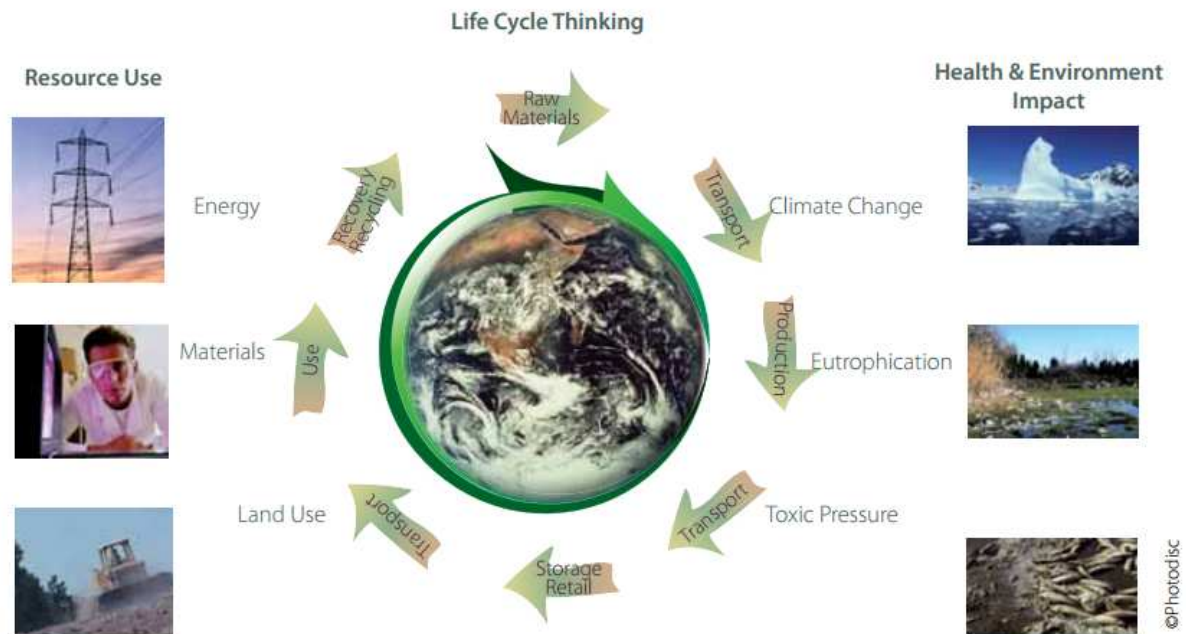 Life Cycle Thinking
Resource Use
Health & Environment
Impact
Raw
Materials
Transport
Climate Change
Production
Eutrophication
Transport
Toxic Pressure
Storage
Retail
Transport
Land Use
Use
Materials
Recovery
Recycling
Energy
©Photodisc